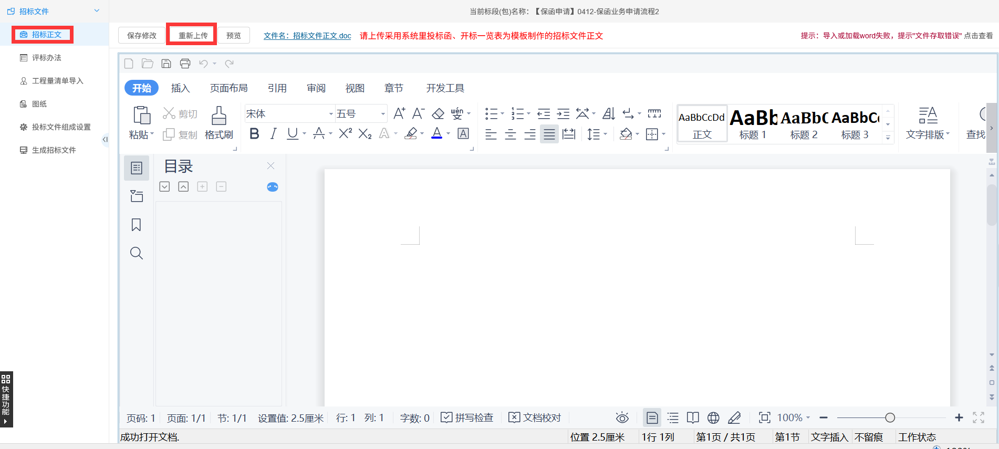 招标文件
当前标段(包)名称：【保函申请】0412-保函业务申请流程2
招标正文
评标办法
工程量清单导入
图纸
投标文件组成设置
生成招标文件
快捷功能
保存修改 重新上传 预览 文件名：招标文件正文.doc 请上传采用系统里投标函、开标一览表为模板制作的招标文件正文 提示：导入或加载word失败，提示"文件存取错误" 点击查看
开始 插入 页面布局 引用 审阅 视图 章节 开发工具
粘贴 剪切 复制 格式刷
宋体 五号
AaBbCcDd AaBb AaBbC AaBbC
正文 标题 1 标题 2 标题 3
文字排版 查找
目录
页码: 1 页面: 1/1 节: 1/1 设置值: 2.5厘米 行: 1 列: 1 字数: 0 拼写检查 文档校对 100%
成功打开文档. 位置 2.5厘米 1行 1列 第1页 / 共1页 第1节 文字插入 不留痕 工作状态